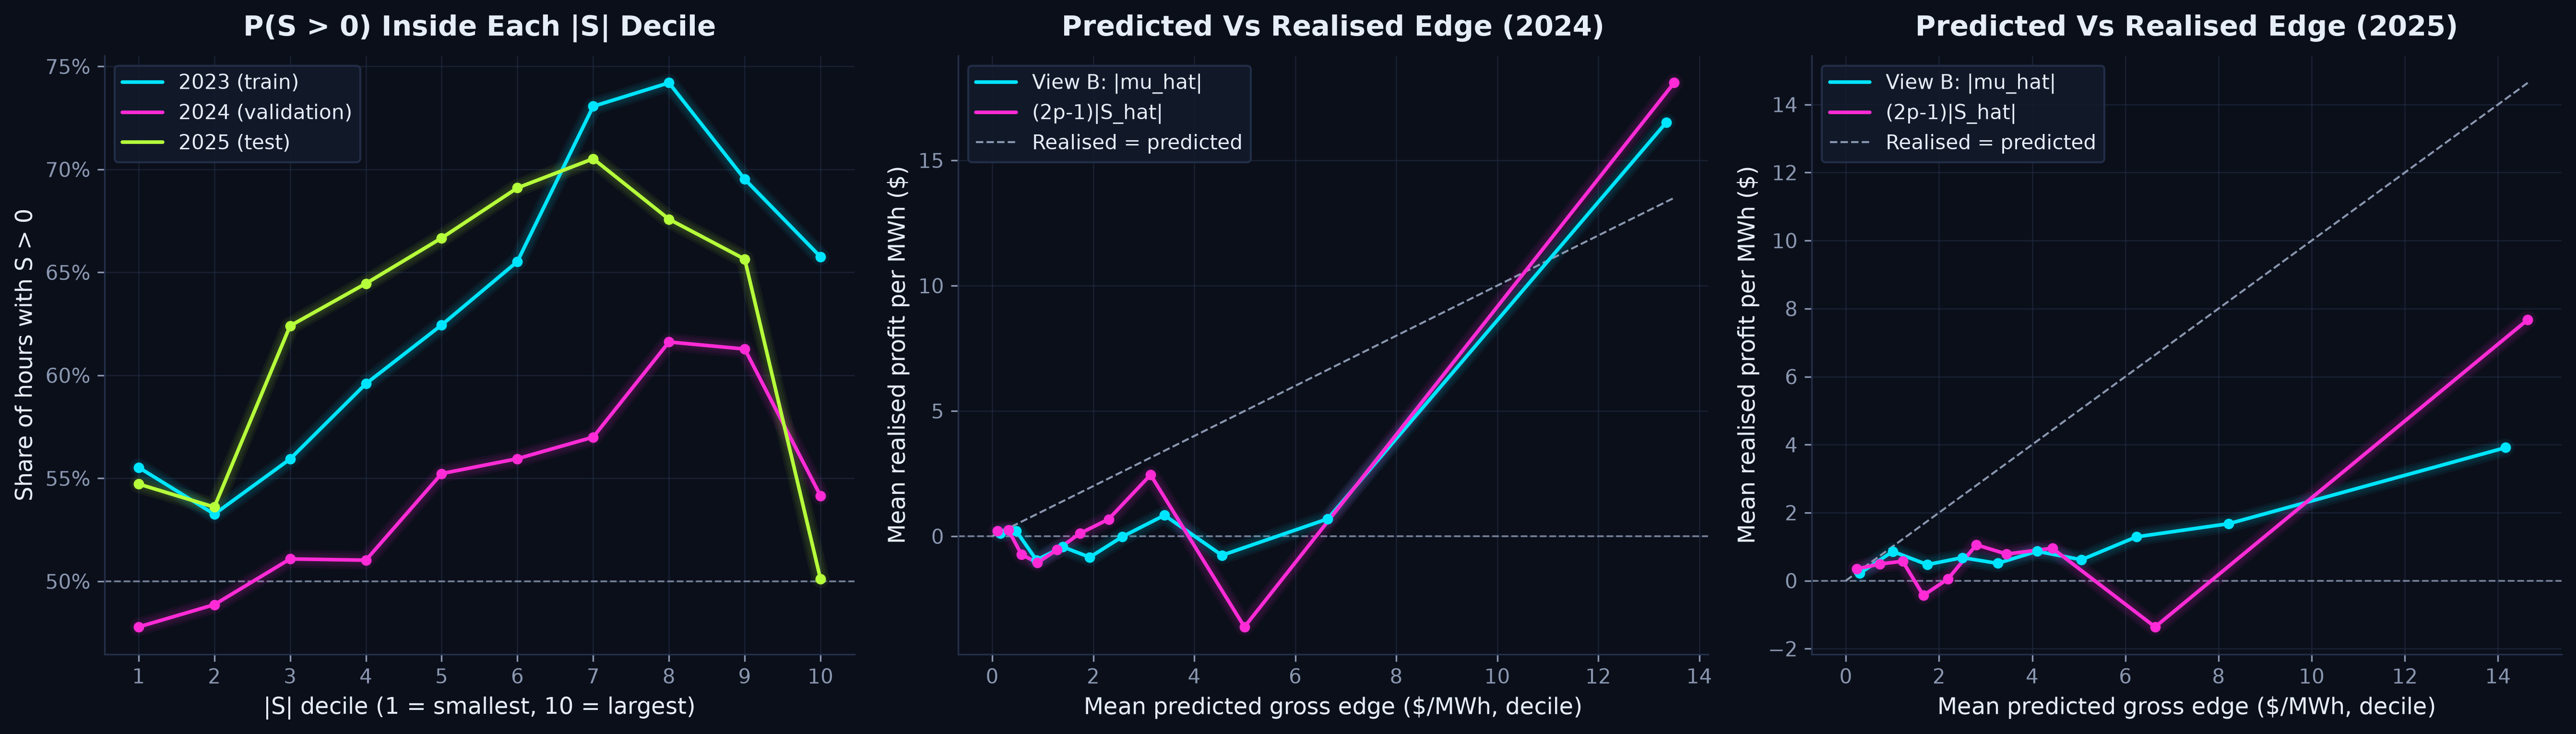 P(S > 0) Inside Each |S| Decile
75%
70%
65%
60%
55%
50%
Share of hours with S > 0
2023 (train)
2024 (validation)
2025 (test)
1 2 3 4 5 6 7 8 9 10
|S| decile (1 = smallest, 10 = largest)
Predicted Vs Realised Edge (2024)
15
10
5
0
Mean realised profit per MWh ($)
View B: |mu_hat|
(2p-1)|S_hat|
Realised = predicted
0 2 4 6 8 10 12 14
Mean predicted gross edge ($/MWh, decile)
Predicted Vs Realised Edge (2025)
14
12
10
8
6
4
2
0
−2
Mean realised profit per MWh ($)
View B: |mu_hat|
(2p-1)|S_hat|
Realised = predicted
0 2 4 6 8 10 12 14
Mean predicted gross edge ($/MWh, decile)